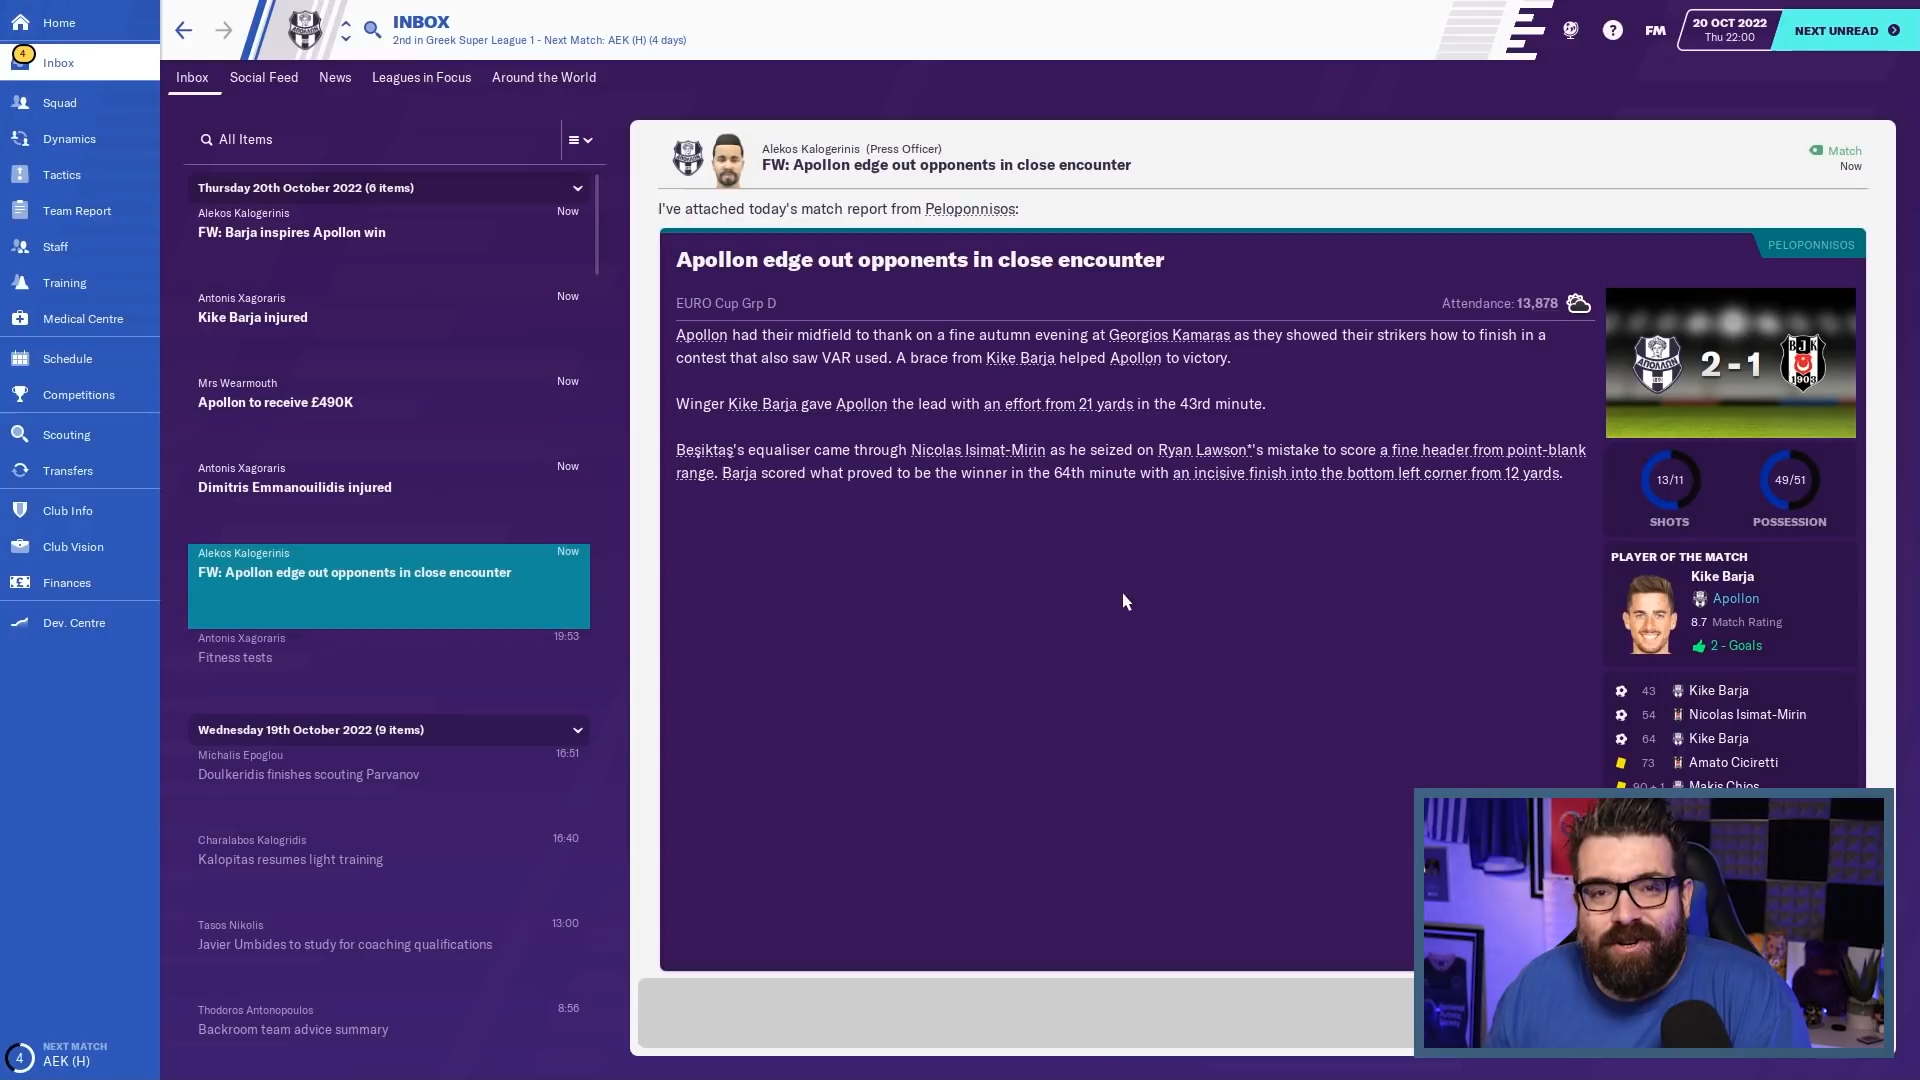 Home
4
Inbox
Squad
Dynamics
Tactics
Team Report
Staff
Training
Medical Centre
Schedule
Competitions
Scouting
Transfers
Club Info
Club Vision
Finances
Dev. Centre
4
NEXT MATCH
AEK (H)
INBOX
2nd in Greek Super League 1 - Next Match: AEK (H) (4 days)
?
FM
20 OCT 2022
Thu 22:00
NEXT UNREAD
Inbox Social Feed News Leagues in Focus Around the World
All Items
Thursday 20th October 2022 (6 items)
Alekos Kalogerinis Now
FW: Barja inspires Apollon win
Antonis Xagoraris Now
Kike Barja injured
Mrs Wearmouth Now
Apollon to receive £490K
Antonis Xagoraris Now
Dimitris Emmanouilidis injured
Alekos Kalogerinis Now
FW: Apollon edge out opponents in close encounter
Antonis Xagoraris 19:53
Fitness tests
Wednesday 19th October 2022 (9 items)
Michalis Epoglou 16:51
Doulkeridis finishes scouting Parvanov
Charalabos Kalogridis 16:40
Kalopitas resumes light training
Tasos Nikolis 13:00
Javier Umbides to study for coaching qualifications
Thodoros Antonopoulos 8:56
Backroom team advice summary
Alekos Kalogerinis (Press Officer)
FW: Apollon edge out opponents in close encounter
Match
Now
I've attached today's match report from Peloponnisos:
PELOPONNISOS
Apollon edge out opponents in close encounter
EURO Cup Grp D Attendance: 13,878
Apollon had their midfield to thank on a fine autumn evening at Georgios Kamaras as they showed their strikers how to finish in a
contest that also saw VAR used. A brace from Kike Barja helped Apollon to victory.
Winger Kike Barja gave Apollon the lead with an effort from 21 yards in the 43rd minute.
Beşiktaş's equaliser came through Nicolas Isimat-Mirin as he seized on Ryan Lawson*'s mistake to score a fine header from point-blank
range. Barja scored what proved to be the winner in the 64th minute with an incisive finish into the bottom left corner from 12 yards.
ΑΠΟΛΛΩΝ
2 - 1
BJK
1903
13/11
SHOTS
49/51
POSSESSION
PLAYER OF THE MATCH
Kike Barja
Apollon
8.7 Match Rating
2 - Goals
43 Kike Barja
54 Nicolas Isimat-Mirin
64 Kike Barja
73 Amato Ciciretti
90 + 1 Makis Chios